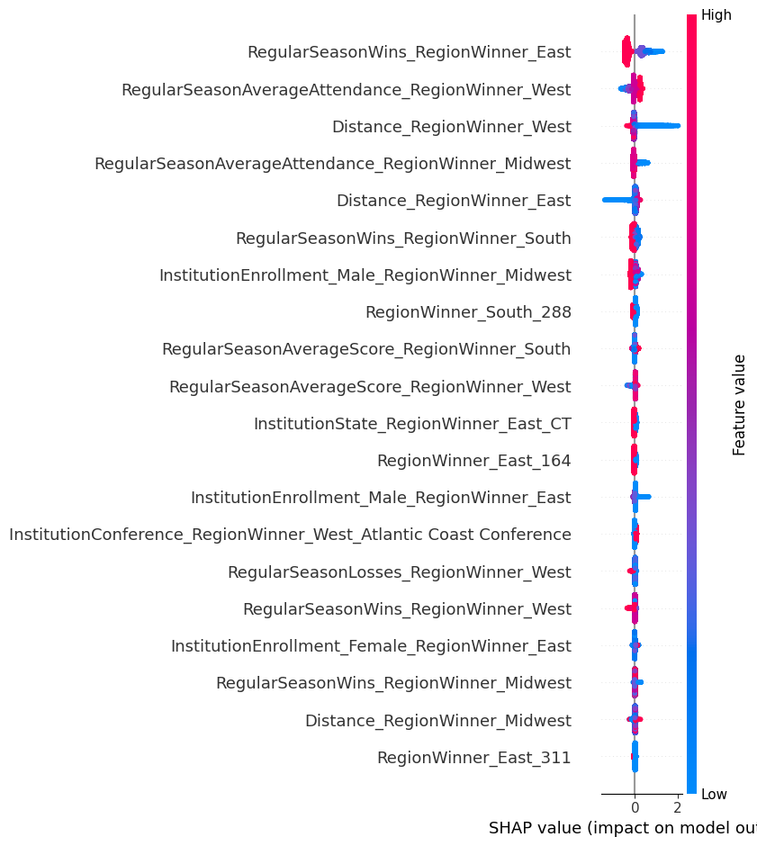 High
RegularSeasonWins_RegionWinner_East
RegularSeasonAverageAttendance_RegionWinner_West
Distance_RegionWinner_West
RegularSeasonAverageAttendance_RegionWinner_Midwest
Distance_RegionWinner_East
RegularSeasonWins_RegionWinner_South
InstitutionEnrollment_Male_RegionWinner_Midwest
RegionWinner_South_288
RegularSeasonAverageScore_RegionWinner_South
RegularSeasonAverageScore_RegionWinner_West
InstitutionState_RegionWinner_East_CT
RegionWinner_East_164
InstitutionEnrollment_Male_RegionWinner_East
InstitutionConference_RegionWinner_West_Atlantic Coast Conference
RegularSeasonLosses_RegionWinner_West
RegularSeasonWins_RegionWinner_West
InstitutionEnrollment_Female_RegionWinner_East
RegularSeasonWins_RegionWinner_Midwest
Distance_RegionWinner_Midwest
RegionWinner_East_311
Feature value
Low
0 2
SHAP value (impact on model ou